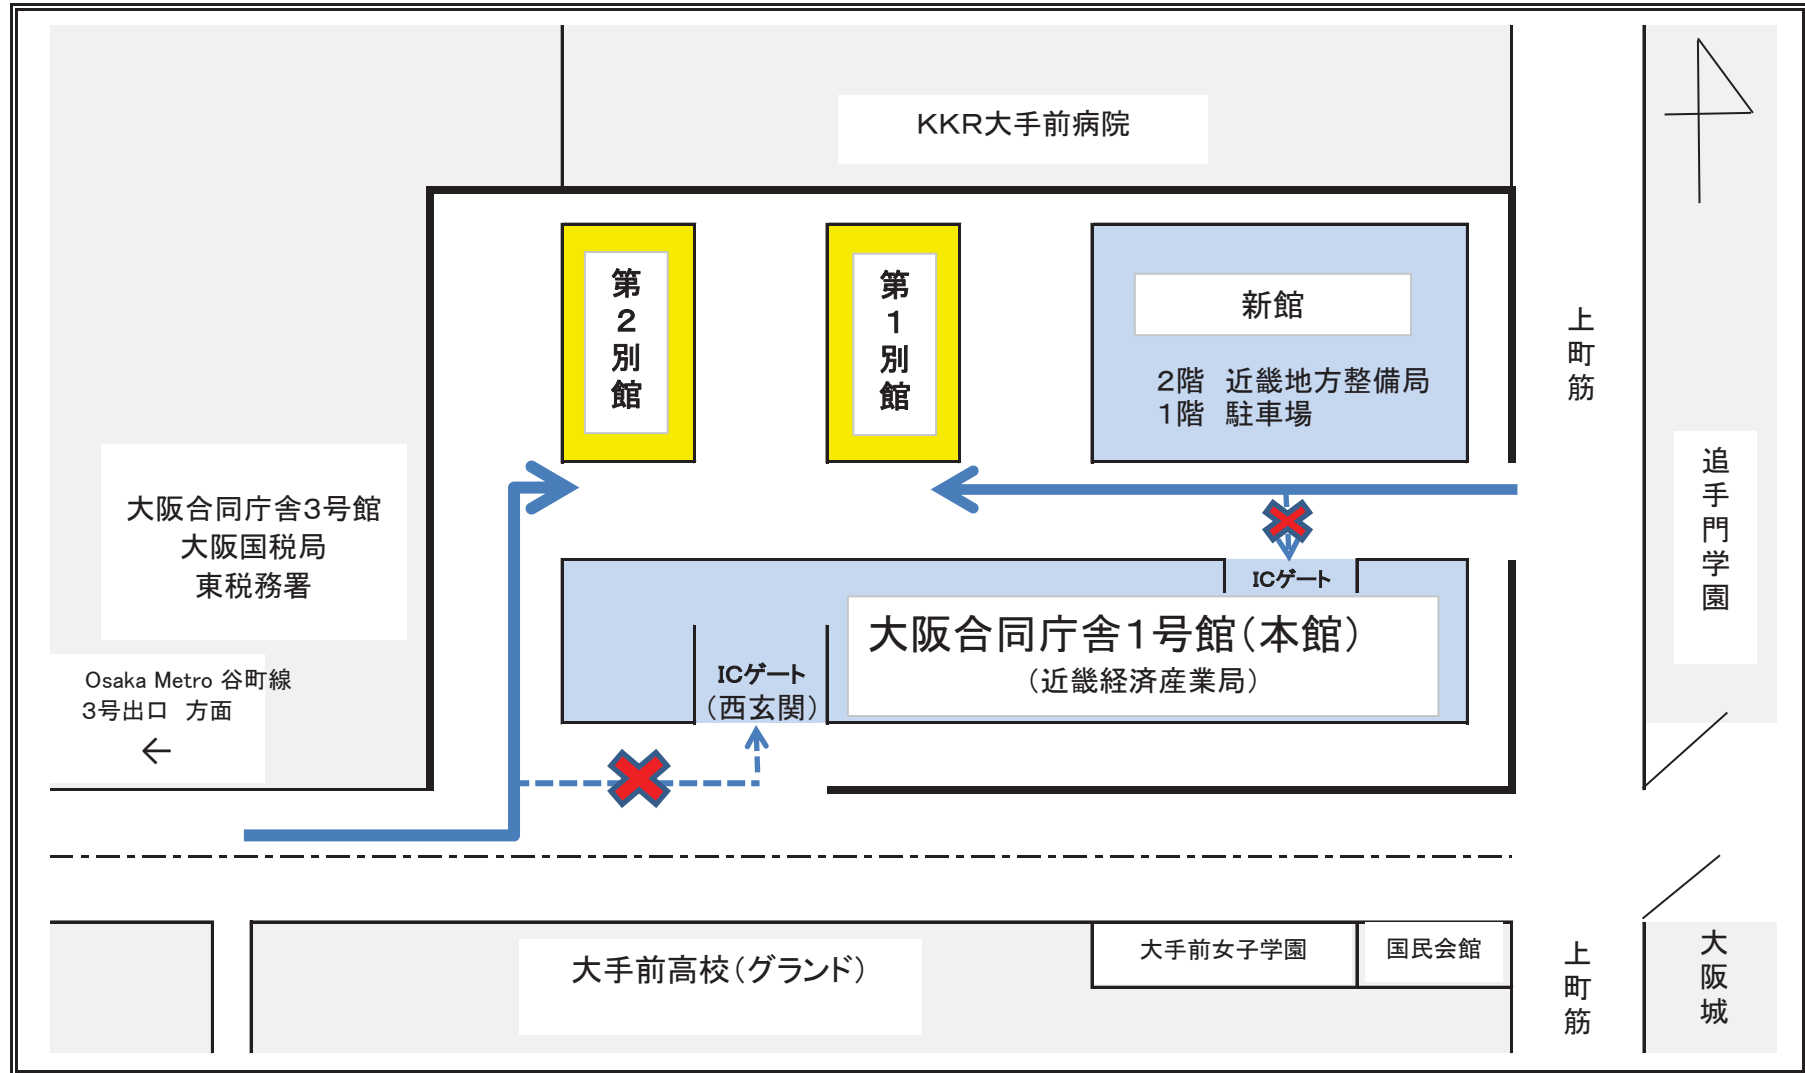 KKR大手前病院
第2別館
第1別館
新館
2階　近畿地方整備局
1階　駐車場
上町筋
追手門学園
大阪合同庁舎3号館
大阪国税局
東税務署
ICゲート
大阪合同庁舎1号館(本館)
(近畿経済産業局)
ICゲート
(西玄関)
Osaka Metro 谷町線
3号出口　方面
←
大手前高校(グランド)
大手前女子学園
国民会館
上町筋
大阪城